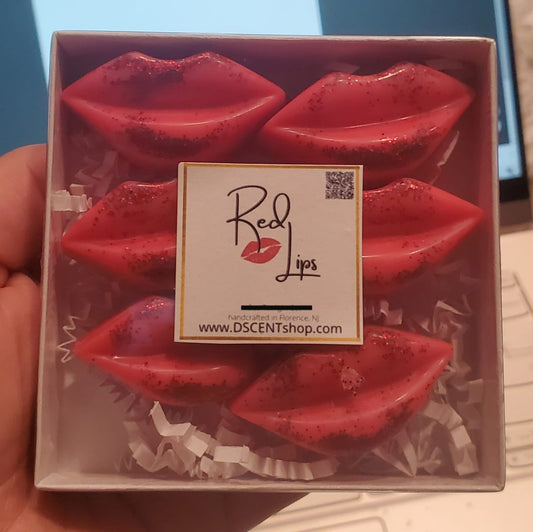 Red
Lips
handcrafted in Florence, NJ
www.DSCENTshop.com